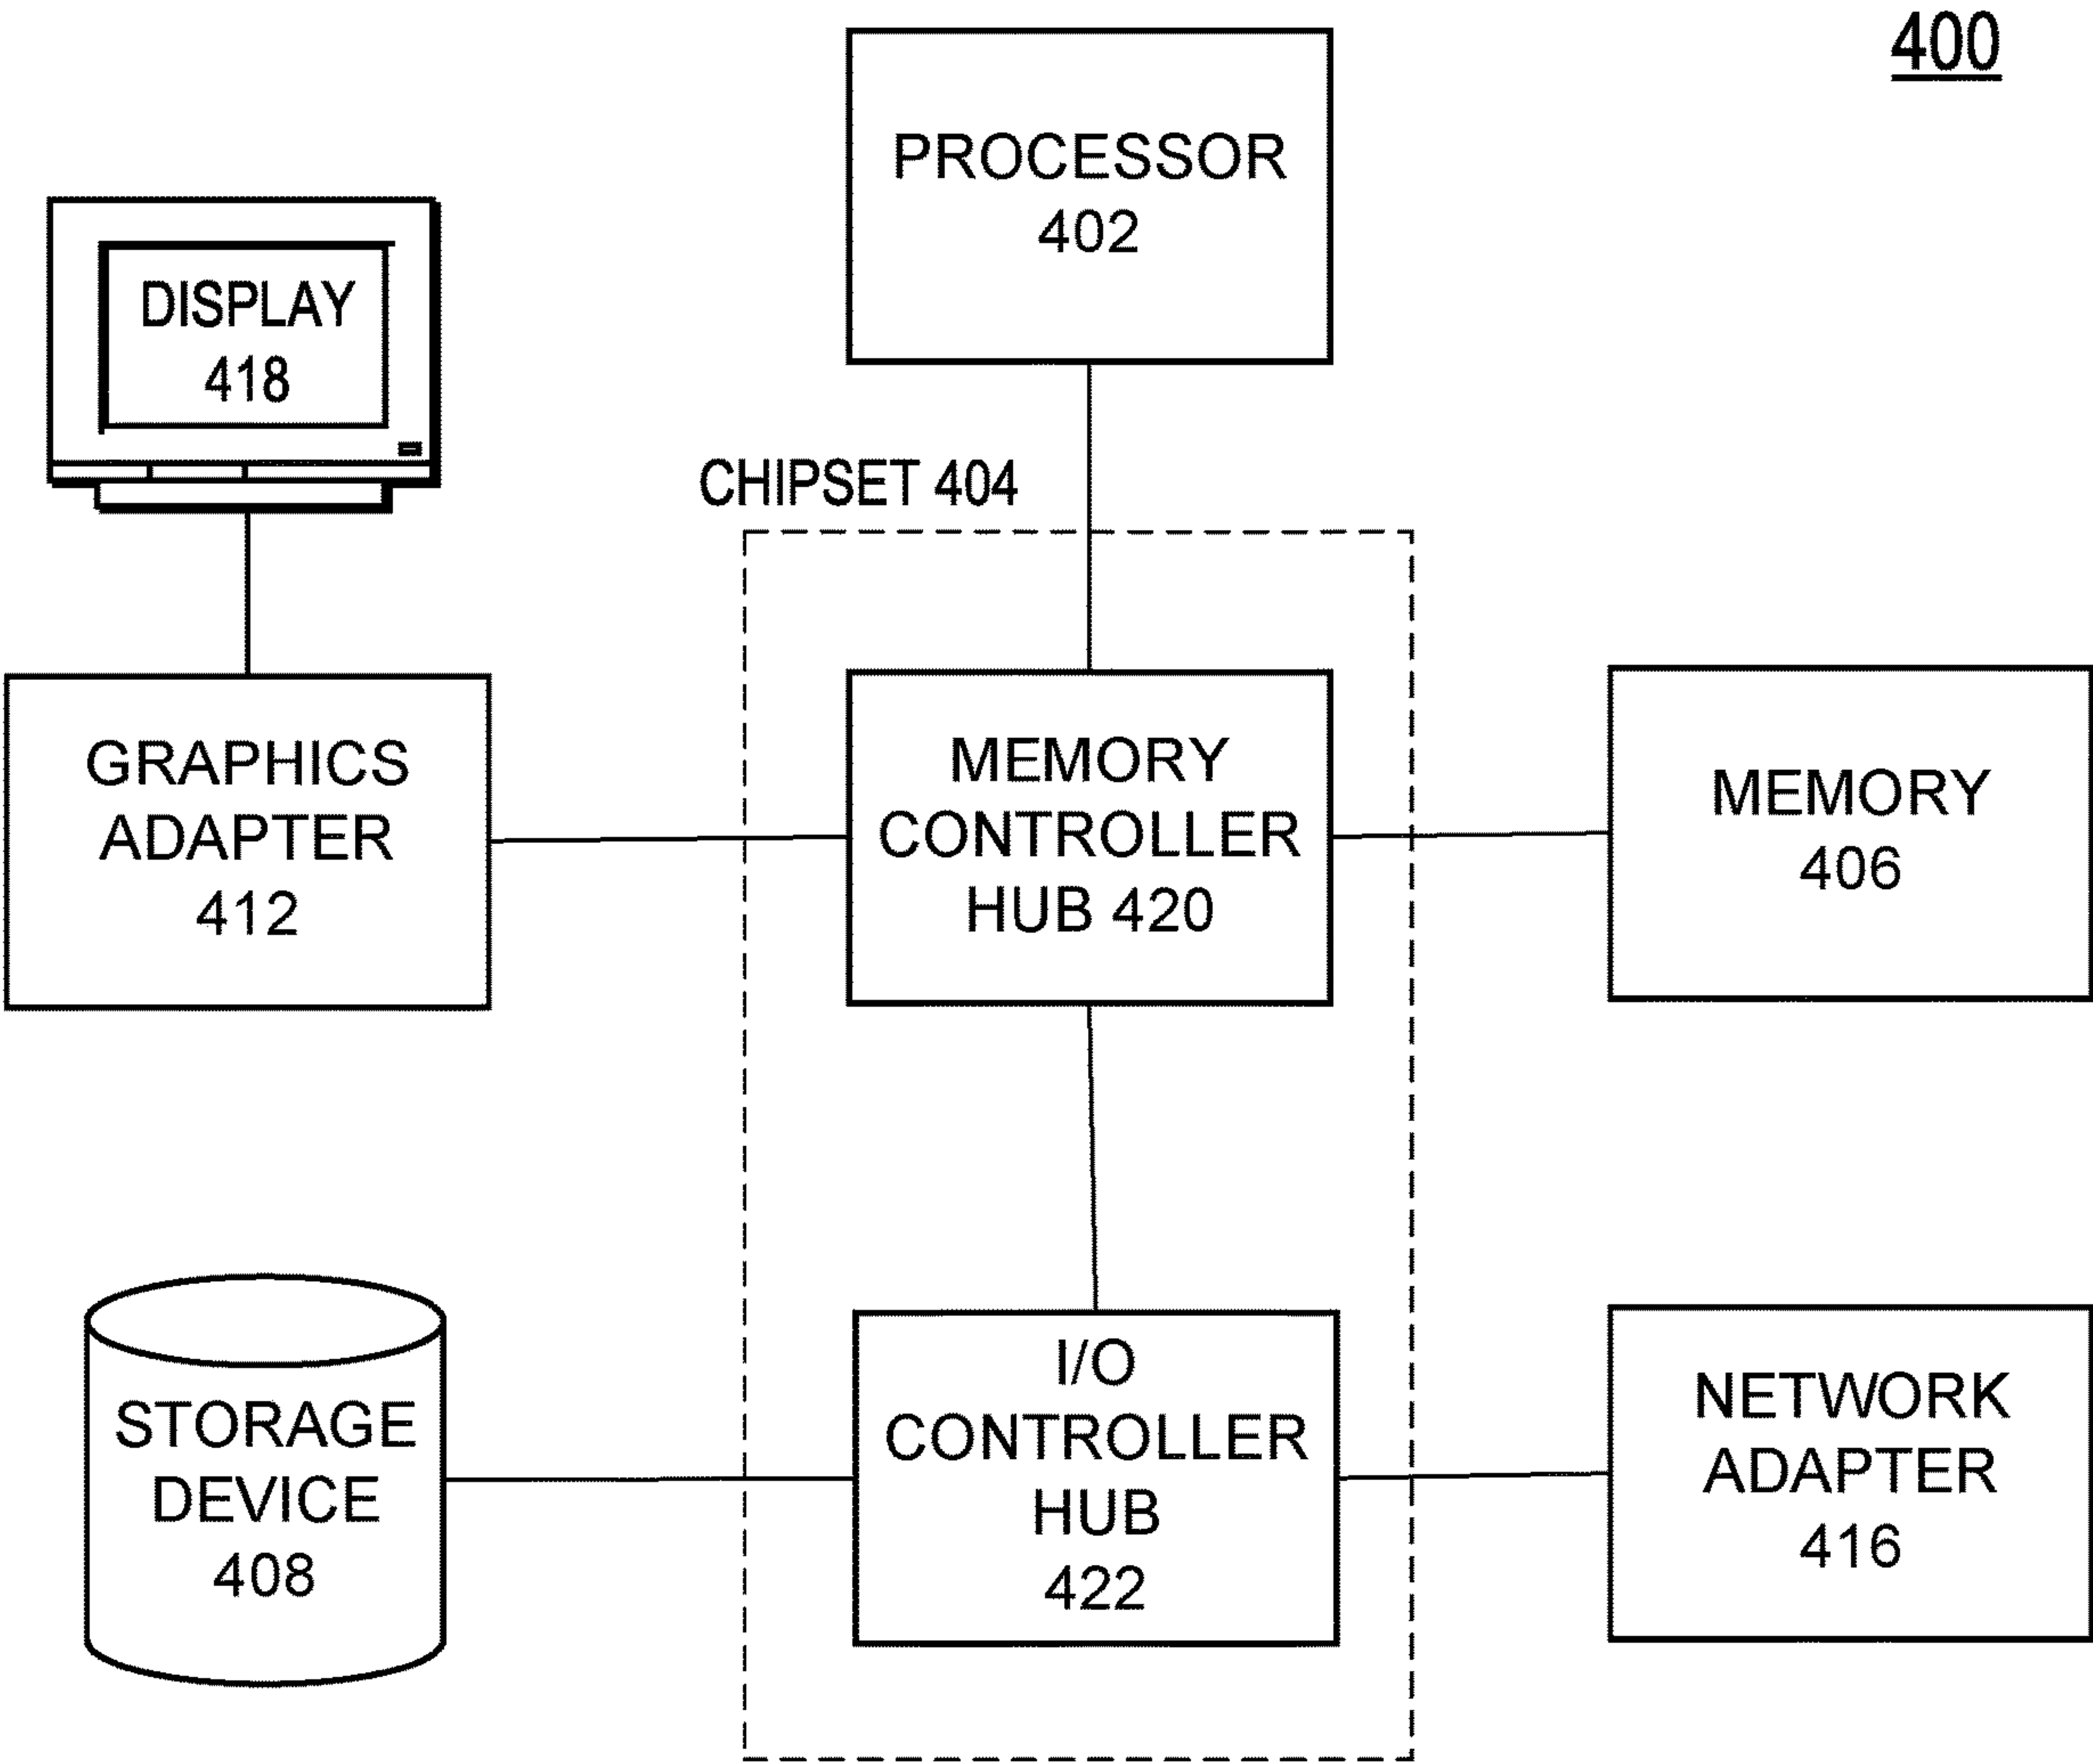 400
PROCESSOR
402
DISPLAY
418
CHIPSET 404
GRAPHICS
ADAPTER
412
MEMORY
CONTROLLER
HUB 420
MEMORY
406
STORAGE
DEVICE
408
I/O
CONTROLLER
HUB
422
NETWORK
ADAPTER
416